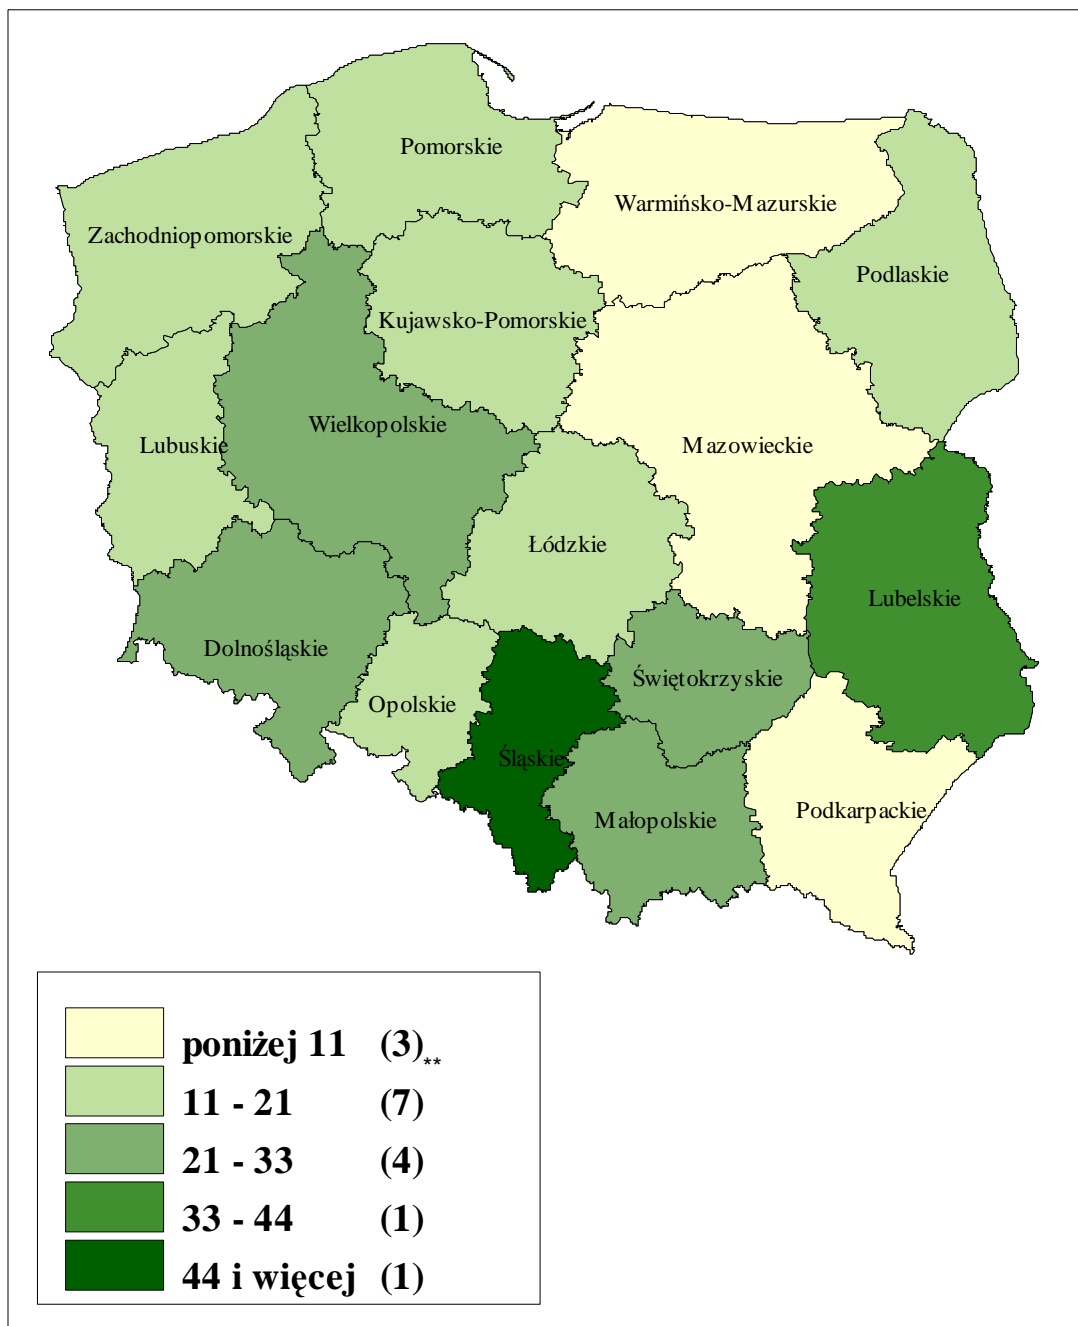 Pomorskie
Warmińsko-Mazurskie
Zachodniopomorskie
Podlaskie
Kujawsko-Pomorskie
Wielkopolskie
Lubuskie
Mazowieckie
Łódzkie
Lubelskie
Dolnośląskie
Świętokrzyskie
Opolskie
Śląskie
Podkarpackie
Małopolskie
poniżej 11 (3)**
11 - 21 (7)
21 - 33 (4)
33 - 44 (1)
44 i więcej (1)